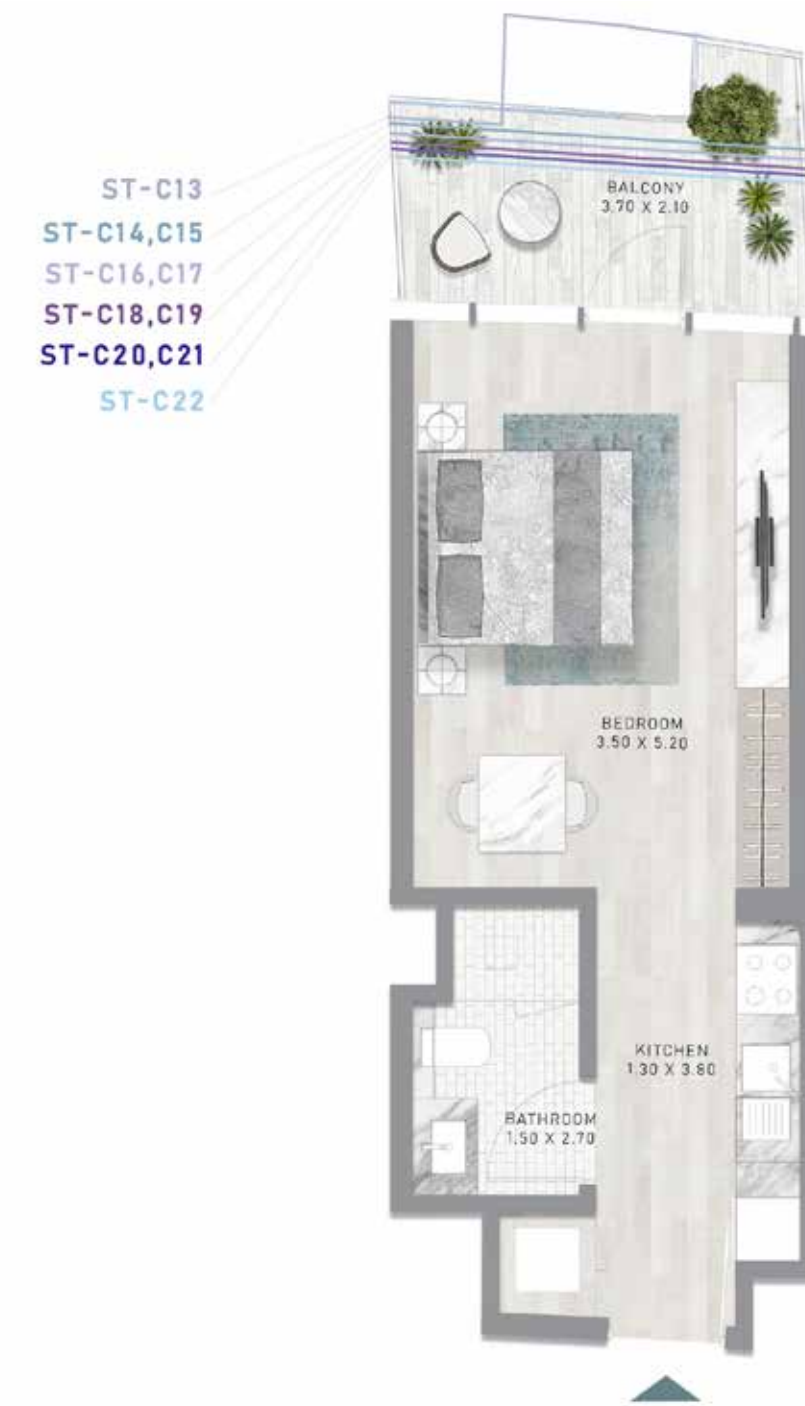 ST-C13
ST-C14,C15
ST-C16,C17
ST-C18,C19
ST-C20,C21
ST-C22
BALCONY
3.70 X 2.10
BEDROOM
3.50 X 5.20
KITCHEN
1.30 X 3.80
BATHROOM
1.50 X 2.70